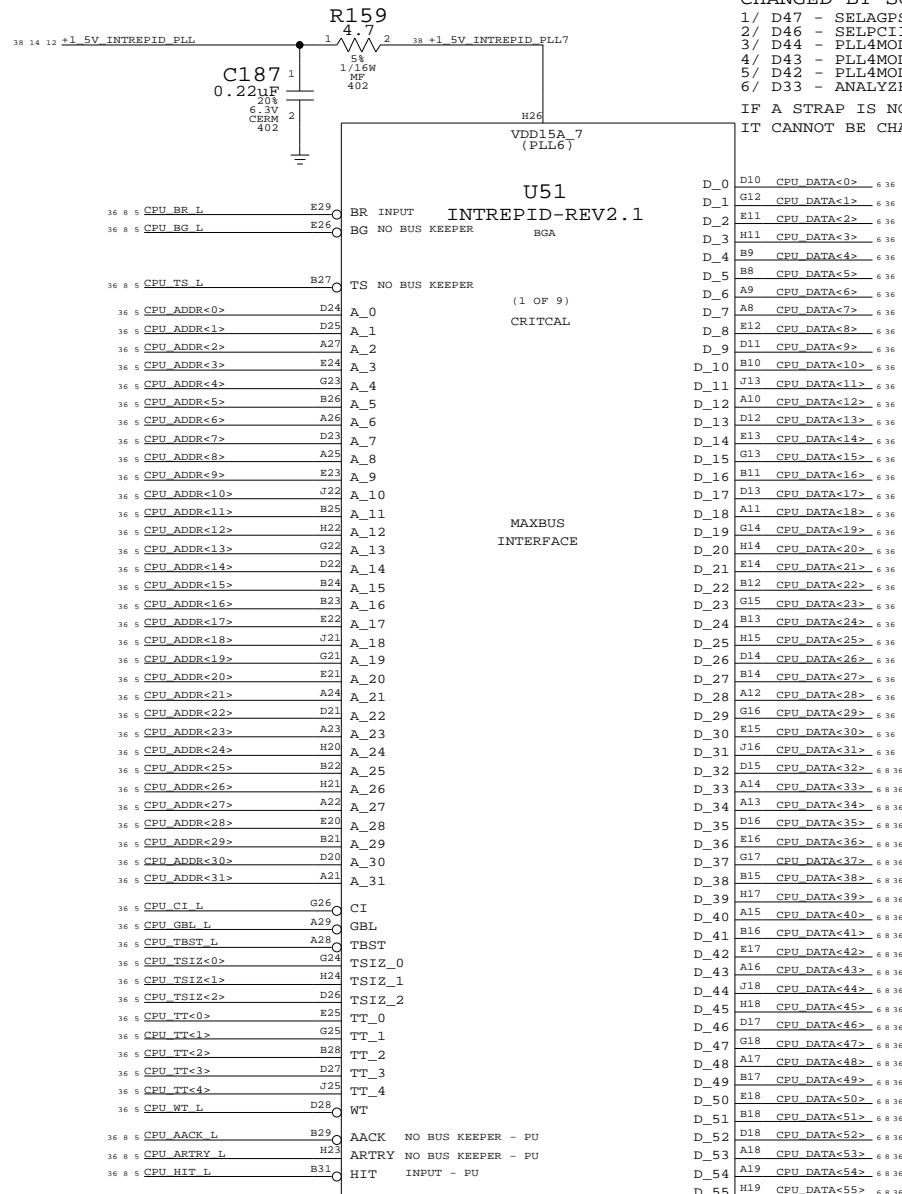 CHANGED BY SO
1/ D47 - SELAGPS
2/ D46 - SELPCII
3/ D44 - PLL4MOD
4/ D43 - PLL4MOD
5/ D42 - PLL4MOD
6/ D33 - ANALYZE
IF A STRAP IS NO
IT CANNOT BE CHA
R159
4.7
38 14 12 +1_5V_INTREPID_PLL 1 2 38 +1_5V_INTREPID_PLL7
5%
1/16W
MF
402
C187 1
0.22uF
20%
6.3V
CERM 2
402
H26
VDD15A_7
(PLL6)
U51
INTREPID-REV2.1
BGA
(1 OF 9)
CRITCAL
MAXBUS
INTERFACE
36 8 5 CPU_BR_L E29 BR INPUT
36 8 5 CPU_BG_L E26 BG NO BUS KEEPER
36 8 5 CPU_TS_L B27 TS NO BUS KEEPER
36 5 CPU_ADDR<0> D24 A_0
36 5 CPU_ADDR<1> D25 A_1
36 5 CPU_ADDR<2> A27 A_2
36 5 CPU_ADDR<3> E24 A_3
36 5 CPU_ADDR<4> G23 A_4
36 5 CPU_ADDR<5> B26 A_5
36 5 CPU_ADDR<6> A26 A_6
36 5 CPU_ADDR<7> D23 A_7
36 5 CPU_ADDR<8> A25 A_8
36 5 CPU_ADDR<9> E23 A_9
36 5 CPU_ADDR<10> J22 A_10
36 5 CPU_ADDR<11> B25 A_11
36 5 CPU_ADDR<12> H22 A_12
36 5 CPU_ADDR<13> G22 A_13
36 5 CPU_ADDR<14> D22 A_14
36 5 CPU_ADDR<15> B24 A_15
36 5 CPU_ADDR<16> B23 A_16
36 5 CPU_ADDR<17> E22 A_17
36 5 CPU_ADDR<18> J21 A_18
36 5 CPU_ADDR<19> G21 A_19
36 5 CPU_ADDR<20> E21 A_20
36 5 CPU_ADDR<21> A24 A_21
36 5 CPU_ADDR<22> D21 A_22
36 5 CPU_ADDR<23> A23 A_23
36 5 CPU_ADDR<24> H20 A_24
36 5 CPU_ADDR<25> B22 A_25
36 5 CPU_ADDR<26> H21 A_26
36 5 CPU_ADDR<27> A22 A_27
36 5 CPU_ADDR<28> E20 A_28
36 5 CPU_ADDR<29> B21 A_29
36 5 CPU_ADDR<30> D20 A_30
36 5 CPU_ADDR<31> A21 A_31
36 5 CPU_CI_L G26 CI
36 5 CPU_GBL_L A29 GBL
36 5 CPU_TBST_L A28 TBST
36 5 CPU_TSIZ<0> G24 TSIZ_0
36 5 CPU_TSIZ<1> H24 TSIZ_1
36 5 CPU_TSIZ<2> D26 TSIZ_2
36 5 CPU_TT<0> E25 TT_0
36 5 CPU_TT<1> G25 TT_1
36 5 CPU_TT<2> B28 TT_2
36 5 CPU_TT<3> D27 TT_3
36 5 CPU_TT<4> J25 TT_4
36 5 CPU_WT_L D28 WT
36 8 5 CPU_AACK_L B29 AACK NO BUS KEEPER - PU
36 8 5 CPU_ARTRY_L H23 ARTRY NO BUS KEEPER - PU
36 8 5 CPU_HIT_L B31 HIT INPUT - PU
D_0 D10 CPU_DATA<0> 6 36
D_1 G12 CPU_DATA<1> 6 36
D_2 E11 CPU_DATA<2> 6 36
D_3 H11 CPU_DATA<3> 6 36
D_4 B9 CPU_DATA<4> 6 36
D_5 B8 CPU_DATA<5> 6 36
D_6 A9 CPU_DATA<6> 6 36
D_7 A8 CPU_DATA<7> 6 36
D_8 E12 CPU_DATA<8> 6 36
D_9 D11 CPU_DATA<9> 6 36
D_10 B10 CPU_DATA<10> 6 36
D_11 J13 CPU_DATA<11> 6 36
D_12 A10 CPU_DATA<12> 6 36
D_13 D12 CPU_DATA<13> 6 36
D_14 E13 CPU_DATA<14> 6 36
D_15 G13 CPU_DATA<15> 6 36
D_16 B11 CPU_DATA<16> 6 36
D_17 D13 CPU_DATA<17> 6 36
D_18 A11 CPU_DATA<18> 6 36
D_19 G14 CPU_DATA<19> 6 36
D_20 H14 CPU_DATA<20> 6 36
D_21 E14 CPU_DATA<21> 6 36
D_22 B12 CPU_DATA<22> 6 36
D_23 G15 CPU_DATA<23> 6 36
D_24 B13 CPU_DATA<24> 6 36
D_25 H15 CPU_DATA<25> 6 36
D_26 D14 CPU_DATA<26> 6 36
D_27 B14 CPU_DATA<27> 6 36
D_28 A12 CPU_DATA<28> 6 36
D_29 G16 CPU_DATA<29> 6 36
D_30 E15 CPU_DATA<30> 6 36
D_31 J16 CPU_DATA<31> 6 36
D_32 D15 CPU_DATA<32> 6 8 36
D_33 A14 CPU_DATA<33> 6 8 36
D_34 A13 CPU_DATA<34> 6 8 36
D_35 D16 CPU_DATA<35> 6 8 36
D_36 E16 CPU_DATA<36> 6 8 36
D_37 G17 CPU_DATA<37> 6 8 36
D_38 B15 CPU_DATA<38> 6 8 36
D_39 H17 CPU_DATA<39> 6 8 36
D_40 A15 CPU_DATA<40> 6 8 36
D_41 B16 CPU_DATA<41> 6 8 36
D_42 E17 CPU_DATA<42> 6 8 36
D_43 A16 CPU_DATA<43> 6 8 36
D_44 J18 CPU_DATA<44> 6 8 36
D_45 H18 CPU_DATA<45> 6 8 36
D_46 D17 CPU_DATA<46> 6 8 36
D_47 G18 CPU_DATA<47> 6 8 36
D_48 A17 CPU_DATA<48> 6 8 36
D_49 B17 CPU_DATA<49> 6 8 36
D_50 E18 CPU_DATA<50> 6 8 36
D_51 B18 CPU_DATA<51> 6 8 36
D_52 D18 CPU_DATA<52> 6 8 36
D_53 A18 CPU_DATA<53> 6 8 36
D_54 A19 CPU_DATA<54> 6 8 36
D_55 H19 CPU_DATA<55> 6 8 36